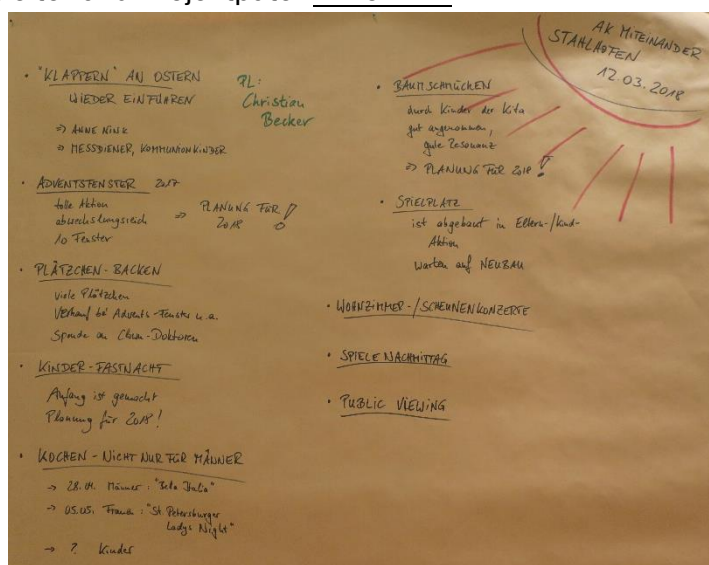 AK MITEINANDER
STAHLHOFEN
12.03.2018
• "KLAPPERN" AN OSTERN
WIEDER EINFÜHREN
=> ANNE NINK
=> MESSDIENER, KOMMUNIONKINDER
PL:
Christian
Becker
• ADVENTSFENSTER 2017
tolle Aktion
abwechslungsreich => PLANUNG FÜR
2018 !
10 Fenster
• PLÄTZCHEN-BACKEN
viele Plätzchen
Verkauf bei Advents-Fenster u.a.
Spende an Clown-Doktoren
• KINDER-FASTNACHT
Anfang ist gemacht
Planung für 2018!
• KOCHEN - NICHT NUR FÜR MÄNNER
-> 28.04. Männer: "Bella Italia"
-> 05.05. Frauen: "St. Petersburger
Ladys Night"
-> ? Kinder
• BAUM SCHMÜCKEN
durch Kinder der Kita
gut angenommen,
gute Resonanz
=> PLANUNG FÜR 2018 !
• SPIELPLATZ
ist abgebaut in Eltern-/Kind-
Aktion
warten auf NEUBAU
• WOHNZIMMER-/SCHEUNENKONZERTE
• SPIELENACHMITTAG
• PUBLIC VIEWING